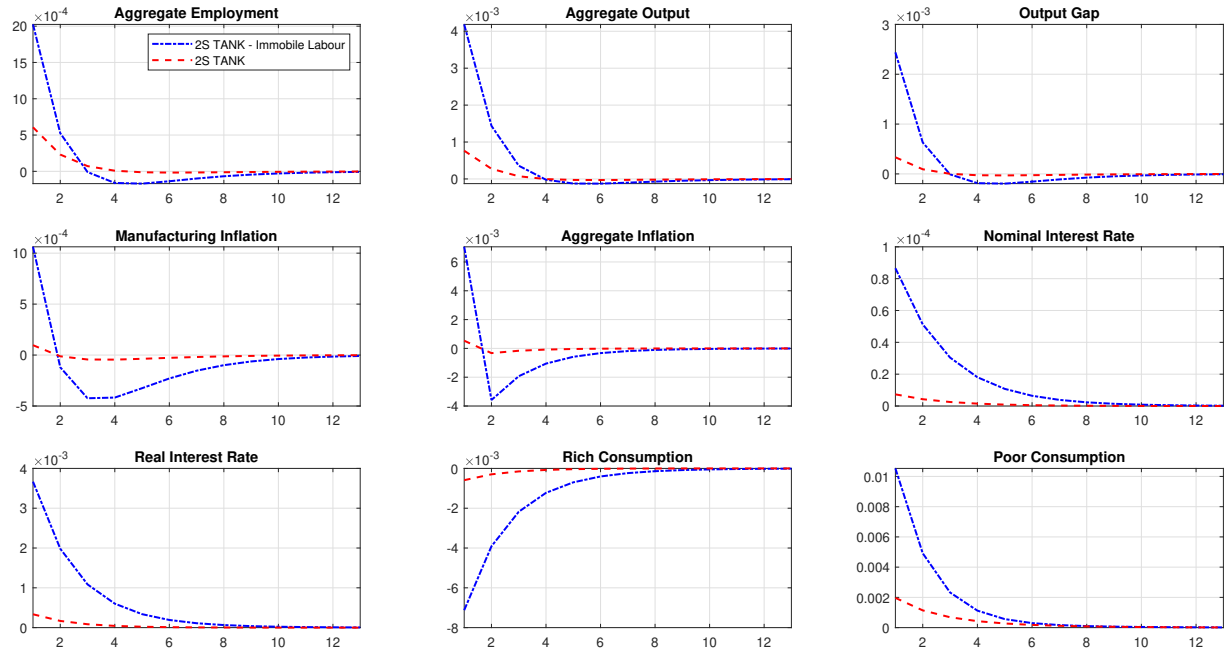 Aggregate Employment
×10-4
20
15
10
5
0
2 4 6 8 10 12
2S TANK - Immobile Labour
2S TANK
Aggregate Output
×10-3
4
3
2
1
0
2 4 6 8 10 12
Output Gap
×10-3
3
2
1
0
2 4 6 8 10 12
Manufacturing Inflation
×10-4
10
5
0
-5
2 4 6 8 10 12
Aggregate Inflation
×10-3
6
4
2
0
-2
-4
2 4 6 8 10 12
Nominal Interest Rate
×10-4
1
0.8
0.6
0.4
0.2
0
2 4 6 8 10 12
Real Interest Rate
×10-3
4
3
2
1
0
2 4 6 8 10 12
Rich Consumption
×10-3
0
-2
-4
-6
-8
2 4 6 8 10 12
Poor Consumption
0.01
0.008
0.006
0.004
0.002
0
2 4 6 8 10 12